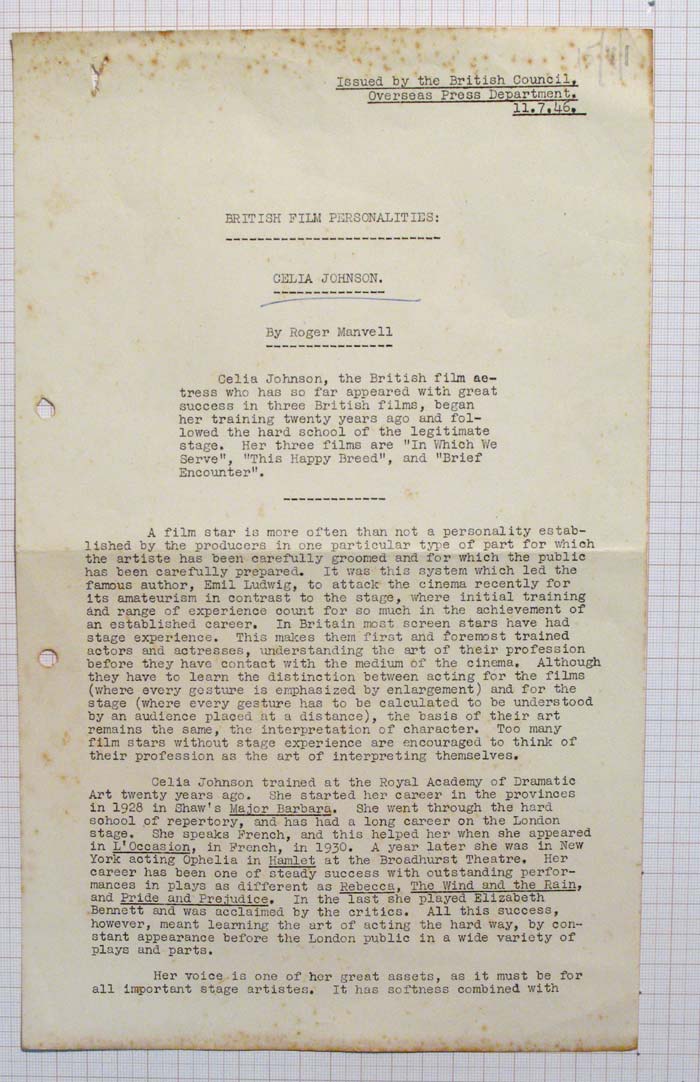 Issued by the British Council,
Overseas Press Department.
11.7.46.
BRITISH FILM PERSONALITIES:
CELIA JOHNSON.
By Roger Manvell
Celia Johnson, the British film ac-
tress who has so far appeared with great
success in three British films, began
her training twenty years ago and fol-
lowed the hard school of the legitimate
stage. Her three films are "In Which We
Serve", "This Happy Breed", and "Brief
Encounter".
A film star is more often than not a personality estab-
lished by the producers in one particular type of part for which
the artiste has been carefully groomed and for which the public
has been carefully prepared. It was this system which led the
famous author, Emil Ludwig, to attack the cinema recently for
its amateurism in contrast to the stage, where initial training
and range of experience count for so much in the achievement of
an established career. In Britain most screen stars have had
stage experience. This makes them first and foremost trained
actors and actresses, understanding the art of their profession
before they have contact with the medium of the cinema. Although
they have to learn the distinction between acting for the films
(where every gesture is emphasized by enlargement) and for the
stage (where every gesture has to be calculated to be understood
by an audience placed at a distance), the basis of their art
remains the same, the interpretation of character. Too many
film stars without stage experience are encouraged to think of
their profession as the art of interpreting themselves.
Celia Johnson trained at the Royal Academy of Dramatic
Art twenty years ago. She started her career in the provinces
in 1928 in Shaw's Major Barbara. She went through the hard
school of repertory, and has had a long career on the London
stage. She speaks French, and this helped her when she appeared
in L'Occasion, in French, in 1930. A year later she was in New
York acting Ophelia in Hamlet at the Broadhurst Theatre. Her
career has been one of steady success with outstanding perfor-
mances in plays as different as Rebecca, The Wind and the Rain,
and Pride and Prejudice. In the last she played Elizabeth
Bennett and was acclaimed by the critics. All this success,
however, meant learning the art of acting the hard way, by con-
stant appearance before the London public in a wide variety of
plays and parts.
Her voice is one of her great assets, as it must be for
all important stage artistes. It has softness combined with